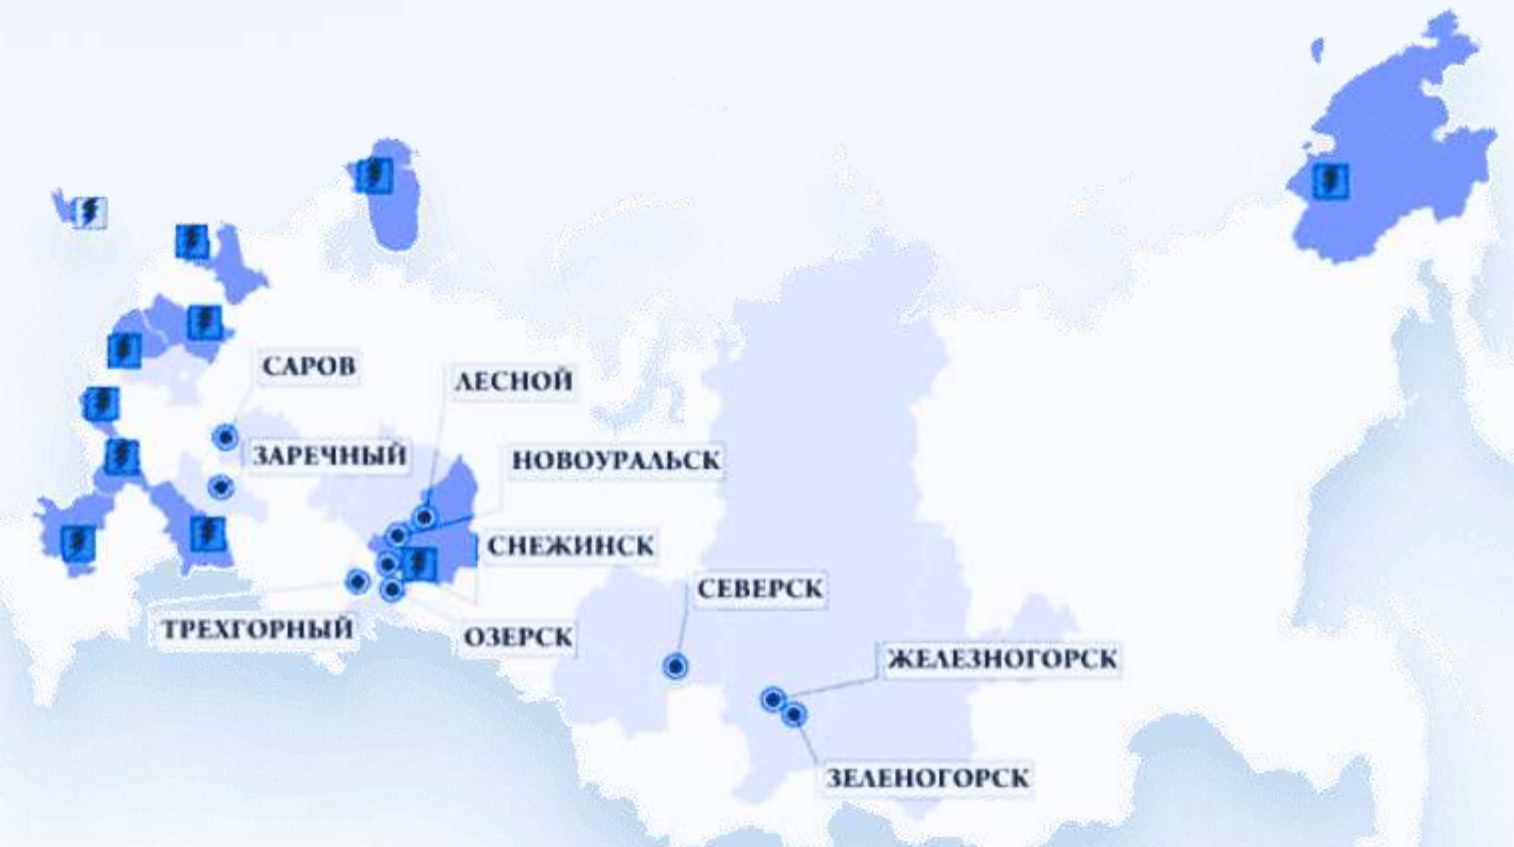 САРОВ
ЛЕСНОЙ
ЗАРЕЧНЫЙ
НОВОУРАЛЬСК
СНЕЖИНСК
СЕВЕРСК
ТРЕХГОРНЫЙ
ОЗЕРСК
ЖЕЛЕЗНОГОРСК
ЗЕЛЕНОГОРСК